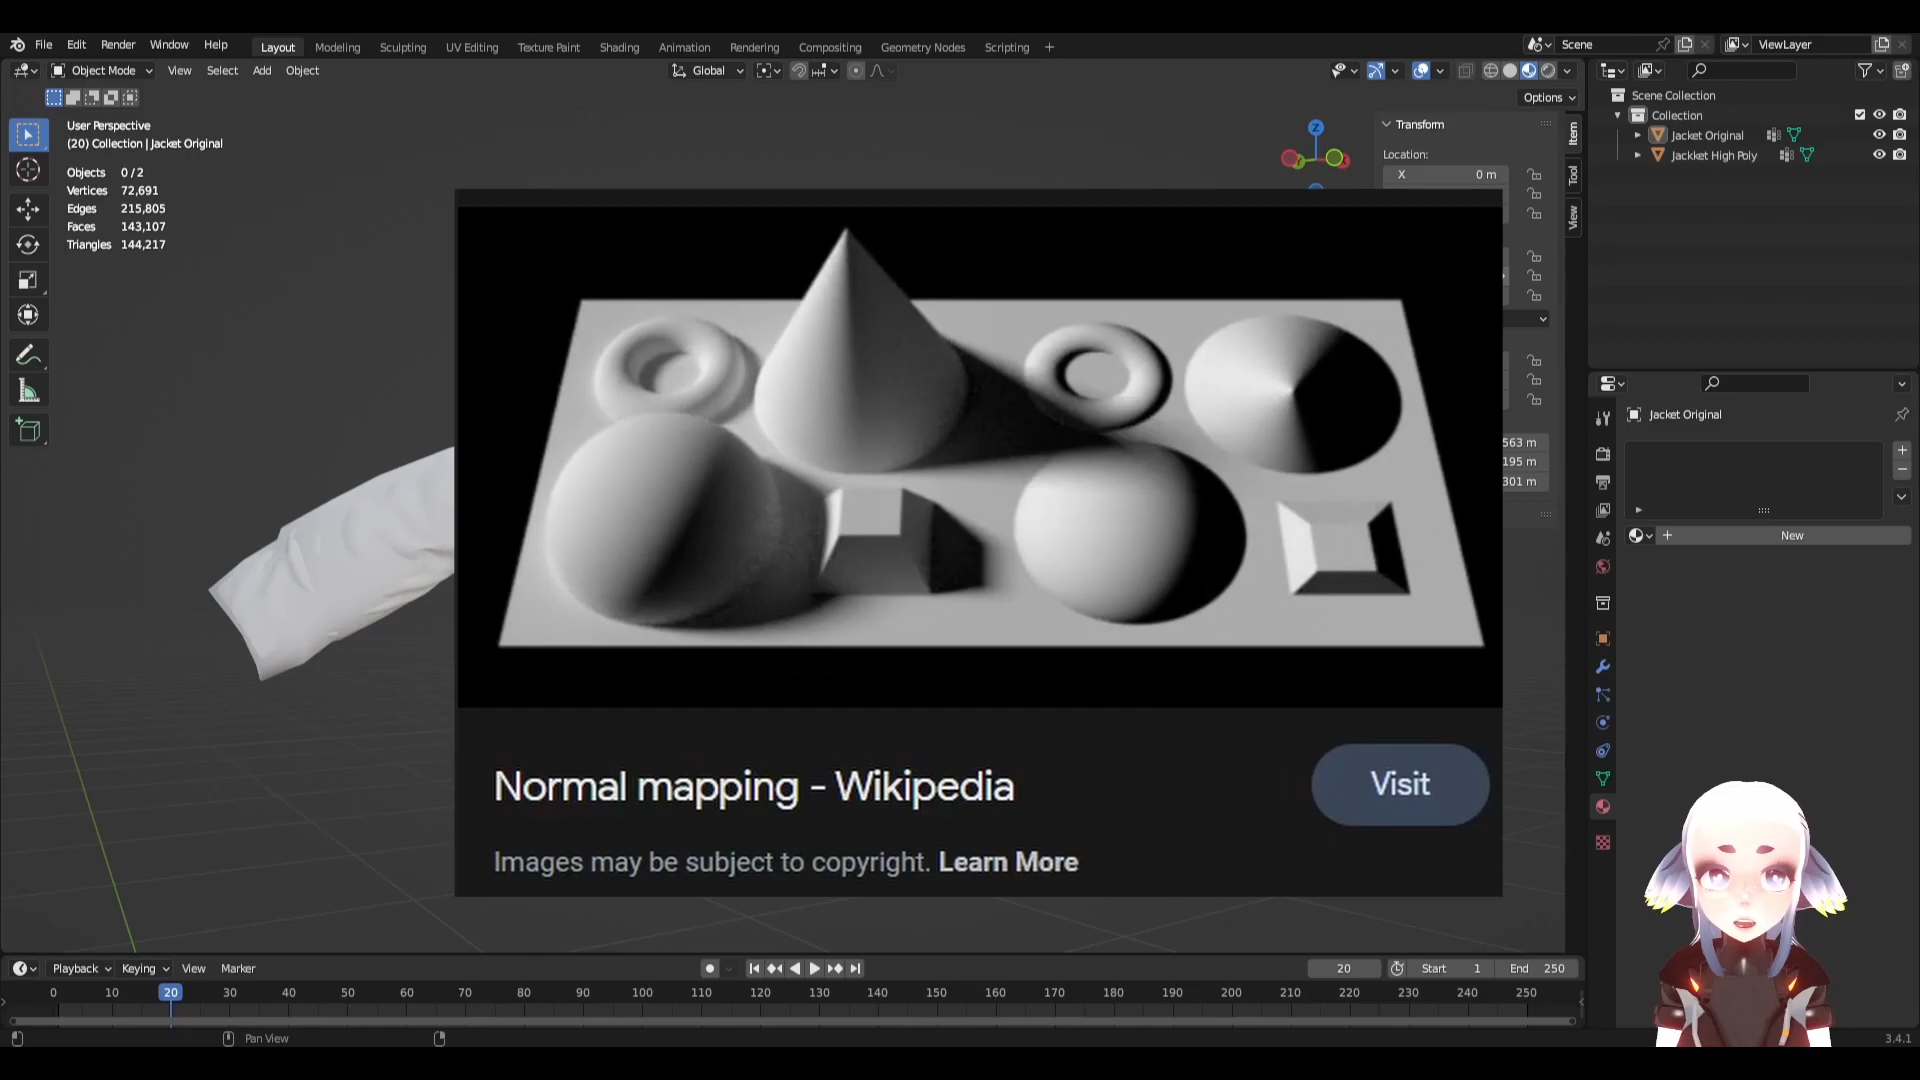 File Edit Render Window Help Layout Modeling Sculpting UV Editing Texture Paint Shading Animation Rendering Compositing Geometry Nodes Scripting + Scene ViewLayer
Object Mode View Select Add Object Global
Options
User Perspective
(20) Collection | Jacket Original
Objects 0 / 2
Vertices 72,691
Edges 215,805
Faces 143,107
Triangles 144,217
Z
Transform
Location:
X 0 m
563 m
195 m
301 m
Item
Tool
View
Scene Collection
Collection
Jacket Original
Jackket High Poly
Jacket Original
New
Normal mapping - Wikipedia
Visit
Images may be subject to copyright. Learn More
Playback Keying View Marker 20 Start 1 End 250
0 10 20 30 40 50 60 70 80 90 100 110 120 130 140 150 160 170 180 190 200 210 220 230 240 250
Pan View
3.4.1